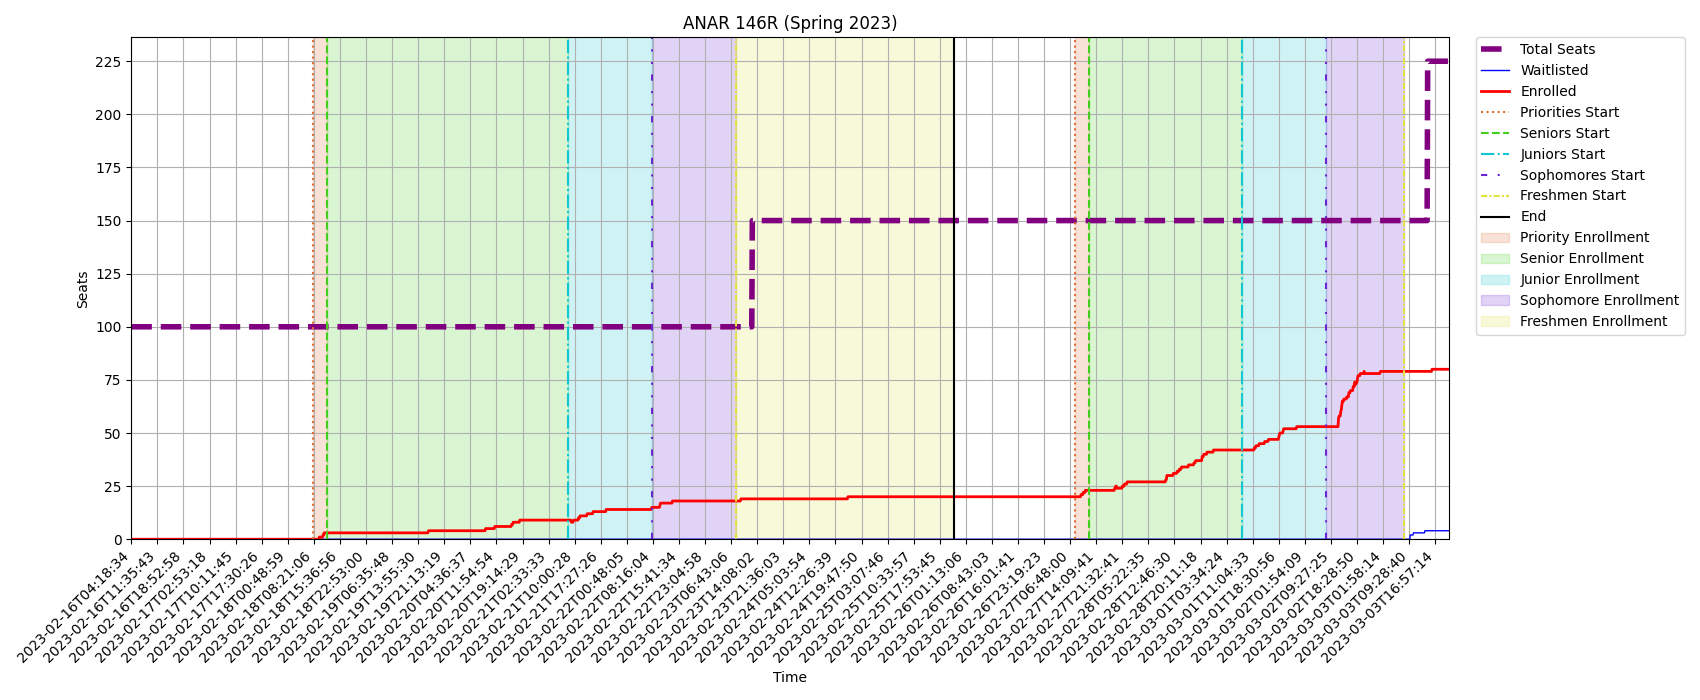 ANAR 146R (Spring 2023)
Seats
225
200
175
150
125
100
75
50
25
0
2023-02-16T04:18:34
2023-02-16T11:35:43
2023-02-16T18:52:58
2023-02-17T02:53:18
2023-02-17T10:11:45
2023-02-17T17:30:26
2023-02-18T00:48:59
2023-02-18T08:21:06
2023-02-18T15:36:56
2023-02-18T22:53:00
2023-02-19T06:35:48
2023-02-19T13:55:30
2023-02-19T21:13:19
2023-02-20T04:36:37
2023-02-20T11:54:54
2023-02-20T19:14:29
2023-02-21T02:33:33
2023-02-21T10:00:28
2023-02-21T17:27:26
2023-02-22T00:48:05
2023-02-22T08:16:04
2023-02-22T15:41:34
2023-02-22T23:04:58
2023-02-23T06:43:06
2023-02-23T14:08:02
2023-02-23T21:36:03
2023-02-24T05:03:54
2023-02-24T12:26:39
2023-02-24T19:47:50
2023-02-25T03:07:46
2023-02-25T10:33:57
2023-02-25T17:53:45
2023-02-26T01:13:06
2023-02-26T08:43:03
2023-02-26T16:01:41
2023-02-26T23:19:23
2023-02-27T06:48:00
2023-02-27T14:09:41
2023-02-27T21:32:41
2023-02-28T05:22:35
2023-02-28T12:46:30
2023-02-28T20:11:18
2023-03-01T03:34:24
2023-03-01T11:04:33
2023-03-01T18:30:56
2023-03-02T01:54:09
2023-03-02T09:27:25
2023-03-02T18:28:50
2023-03-03T01:58:14
2023-03-03T09:28:40
2023-03-03T16:57:14
Time
Total Seats
Waitlisted
Enrolled
Priorities Start
Seniors Start
Juniors Start
Sophomores Start
Freshmen Start
End
Priority Enrollment
Senior Enrollment
Junior Enrollment
Sophomore Enrollment
Freshmen Enrollment